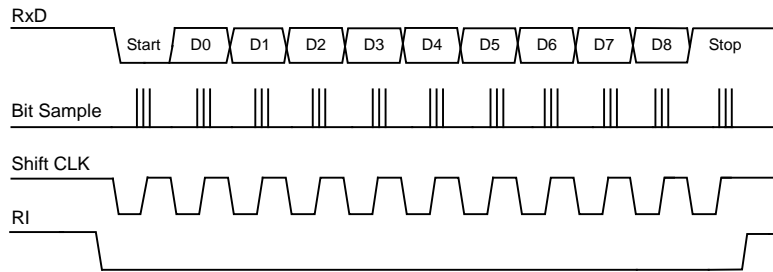 RxD
Start D0 D1 D2 D3 D4 D5 D6 D7 D8 Stop
Bit Sample
Shift CLK
RI